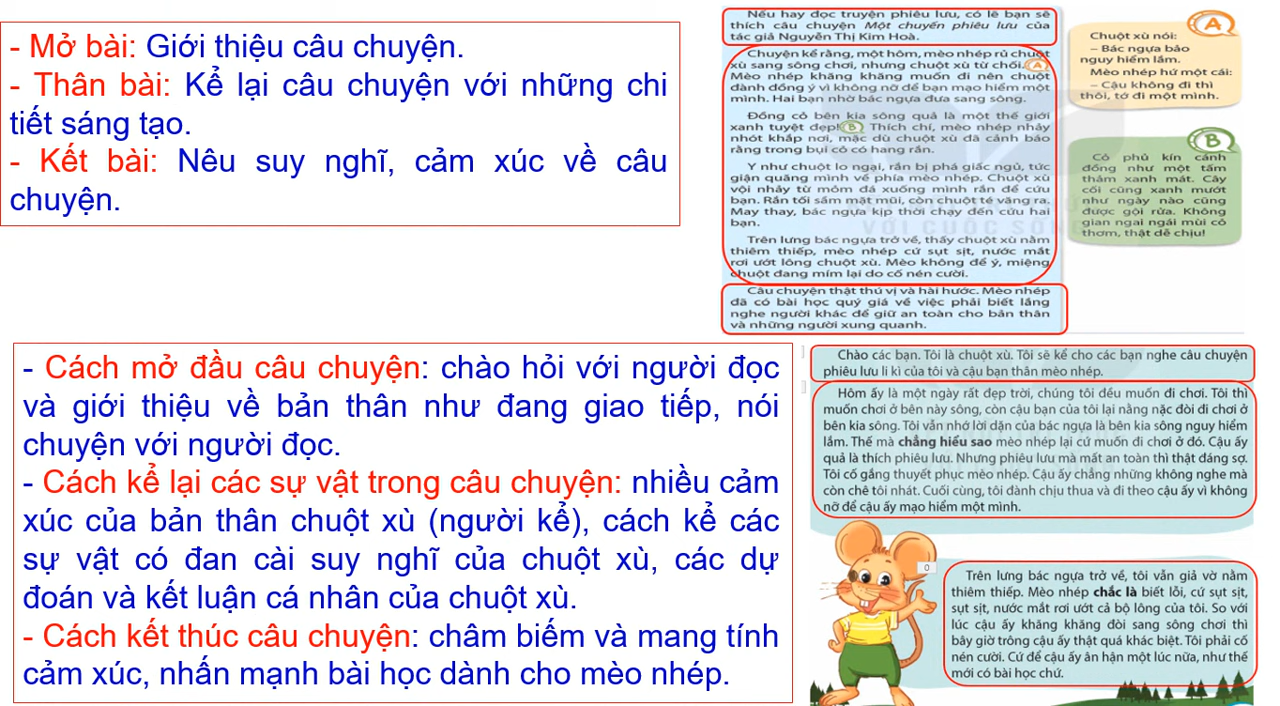 - Mở bài: Giới thiệu câu chuyện.
- Thân bài: Kể lại câu chuyện với những chi
tiết sáng tạo.
- Kết bài: Nêu suy nghĩ, cảm xúc về câu
chuyện.
Nếu hay đọc truyện phiêu lưu, có lẽ bạn sẽ
thích câu chuyện Một chuyến phiêu lưu của
tác giả Nguyễn Thị Kim Hoà.
Chuyện kể rằng, một hôm, mèo nhép rủ chuột
xù sang sông chơi, nhưng chuột xù từ chối. A
Mèo nhép khăng khăng muốn đi nên chuột
đành đồng ý vì không nỡ để bạn mạo hiểm một
mình. Hai bạn nhờ bác ngựa đưa sang sông.
Đồng cỏ bên kia sông quả là một thế giới
xanh tuyệt đẹp! B Thích chí, mèo nhép nhảy
nhót khắp nơi, mặc dù chuột xù đã cảnh báo
rằng trong bụi cỏ có hang rắn.
Y như chuột lo ngại, rắn bị phá giấc ngủ, tức
giận quăng mình về phía mèo nhép. Chuột xù
vội nhảy từ mỏm đá xuống mình rắn để cứu
bạn. Rắn tối sầm mặt mũi, còn chuột té văng ra.
May thay, bác ngựa kịp thời chạy đến cứu hai
bạn.
Trên lưng bác ngựa trở về, thấy chuột xù nằm
thiêm thiếp, mèo nhép cứ sụt sịt, nước mắt
rơi ướt lông chuột xù. Mèo không để ý, miệng
chuột đang mím lại do cố nén cười.
Câu chuyện thật thú vị và hài hước. Mèo nhép
đã có bài học quý giá về việc phải biết lắng
nghe người khác để giữ an toàn cho bản thân
và những người xung quanh.
A
Chuột xù nói:
– Bác ngựa bảo
nguy hiểm lắm.
Mèo nhép hứ một cái:
– Cậu không đi thì
thôi, tớ đi một mình.
B
Cỏ phủ kín cánh
đồng như một tấm
thảm xanh mát. Cây
cối cũng xanh mướt
như ngày nào cũng
được gội rửa. Không
gian ngai ngái mùi cỏ
thơm, thật dễ chịu!
VỚI CUỘC SỐNG
- Cách mở đầu câu chuyện: chào hỏi với người đọc
và giới thiệu về bản thân như đang giao tiếp, nói
chuyện với người đọc.
- Cách kể lại các sự vật trong câu chuyện: nhiều cảm
xúc của bản thân chuột xù (người kể), cách kể các
sự vật có đan cài suy nghĩ của chuột xù, các dự
đoán và kết luận cá nhân của chuột xù.
- Cách kết thúc câu chuyện: châm biếm và mang tính
cảm xúc, nhấn mạnh bài học dành cho mèo nhép.
Chào các bạn. Tôi là chuột xù. Tôi sẽ kể cho các bạn nghe câu chuyện
phiêu lưu li kì của tôi và cậu bạn thân mèo nhép.
Hôm ấy là một ngày rất đẹp trời, chúng tôi đều muốn đi chơi. Tôi thì
muốn chơi ở bên này sông, còn cậu bạn của tôi lại nằng nặc đòi đi chơi ở
bên kia sông. Tôi vẫn nhớ lời dặn của bác ngựa là bên kia sông nguy hiểm
lắm. Thế mà chẳng hiểu sao mèo nhép lại cứ muốn đi chơi ở đó. Cậu ấy
quả là thích phiêu lưu. Nhưng phiêu lưu mà mất an toàn thì thật đáng sợ.
Tôi cố gắng thuyết phục mèo nhép. Cậu ấy chẳng những không nghe mà
còn chê tôi nhát. Cuối cùng, tôi đành chịu thua và đi theo cậu ấy vì không
nỡ để cậu ấy mạo hiểm một mình.
0
Trên lưng bác ngựa trở về, tôi vẫn giả vờ nằm
thiêm thiếp. Mèo nhép chắc là biết lỗi, cứ sụt sịt,
sụt sịt, nước mắt rơi ướt cả bộ lông của tôi. So với
lúc cậu ấy khăng khăng đòi sang sông chơi thì
bây giờ trông cậu ấy thật quá khác biệt. Tôi phải cố
nén cười. Cứ để cậu ấy ân hận một lúc nữa, như thế
mới có bài học chứ.